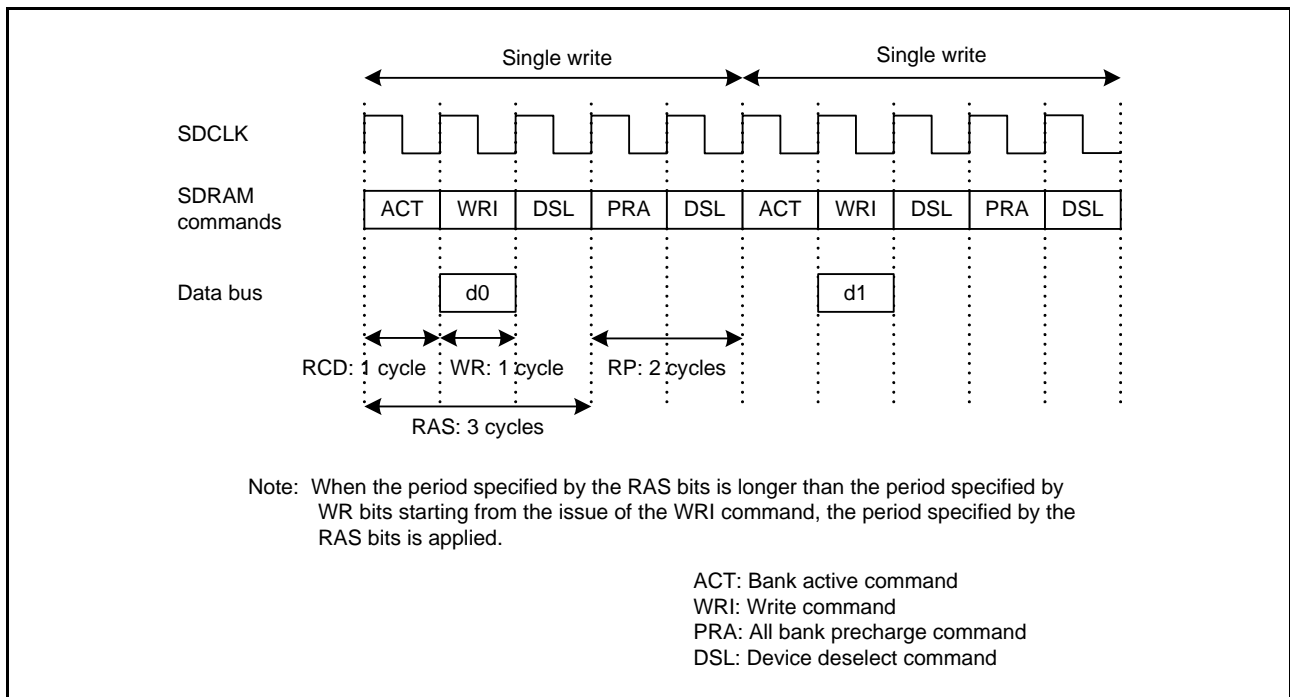 Single write Single write
SDCLK
SDRAM
commands
ACT WRI DSL PRA DSL ACT WRI DSL PRA DSL
Data bus d0 d1
RCD: 1 cycle WR: 1 cycle RP: 2 cycles
RAS: 3 cycles
Note: When the period specified by the RAS bits is longer than the period specified by
WR bits starting from the issue of the WRI command, the period specified by the
RAS bits is applied.
ACT: Bank active command
WRI: Write command
PRA: All bank precharge command
DSL: Device deselect command